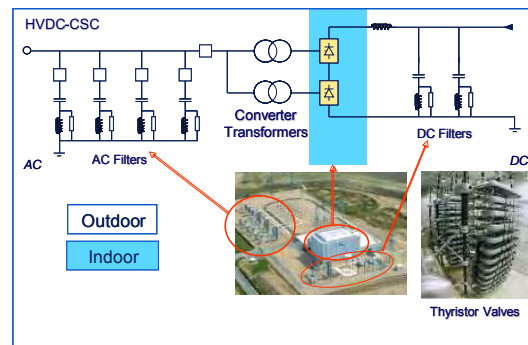 HVDC-CSC
Converter
Transformers
DC Filters
AC
AC Filters
DC
Outdoor
Indoor
Thyristor Valves